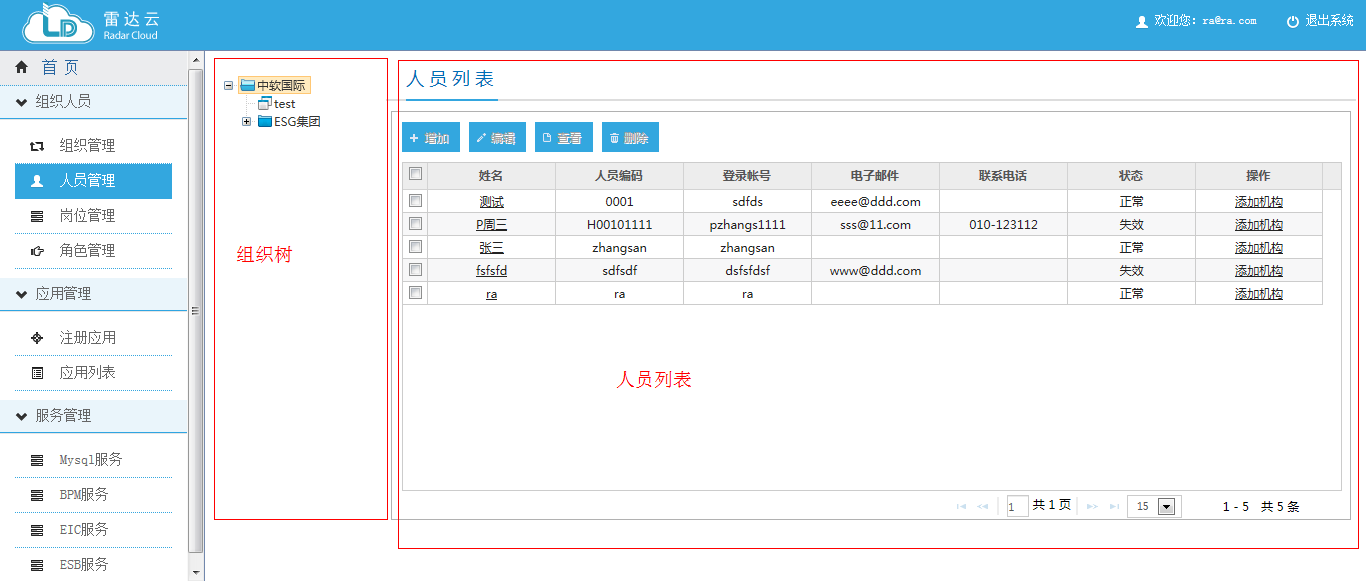 雷达云
Radar Cloud
欢迎您: ra@ra.com
退出系统
首页
组织人员
组织管理
人员管理
岗位管理
角色管理
应用管理
注册应用
应用列表
服务管理
Mysql服务
BPM服务
EIC服务
ESB服务
中软国际
test
ESG集团
组织树
人员列表
增加 编辑 查看 删除
姓名 人员编码 登录帐号 电子邮件 联系电话 状态 操作
测试 0001 sdfds eeee@ddd.com 正常 添加机构
P周三 H00101111 pzhangs1111 sss@11.com 010-123112 失效 添加机构
张三 zhangsan zhangsan 正常 添加机构
fsfsfd sdfsdf dsfsfdsf www@ddd.com 失效 添加机构
ra ra ra 正常 添加机构
人员列表
1 共 1 页 15 1 - 5 共 5 条